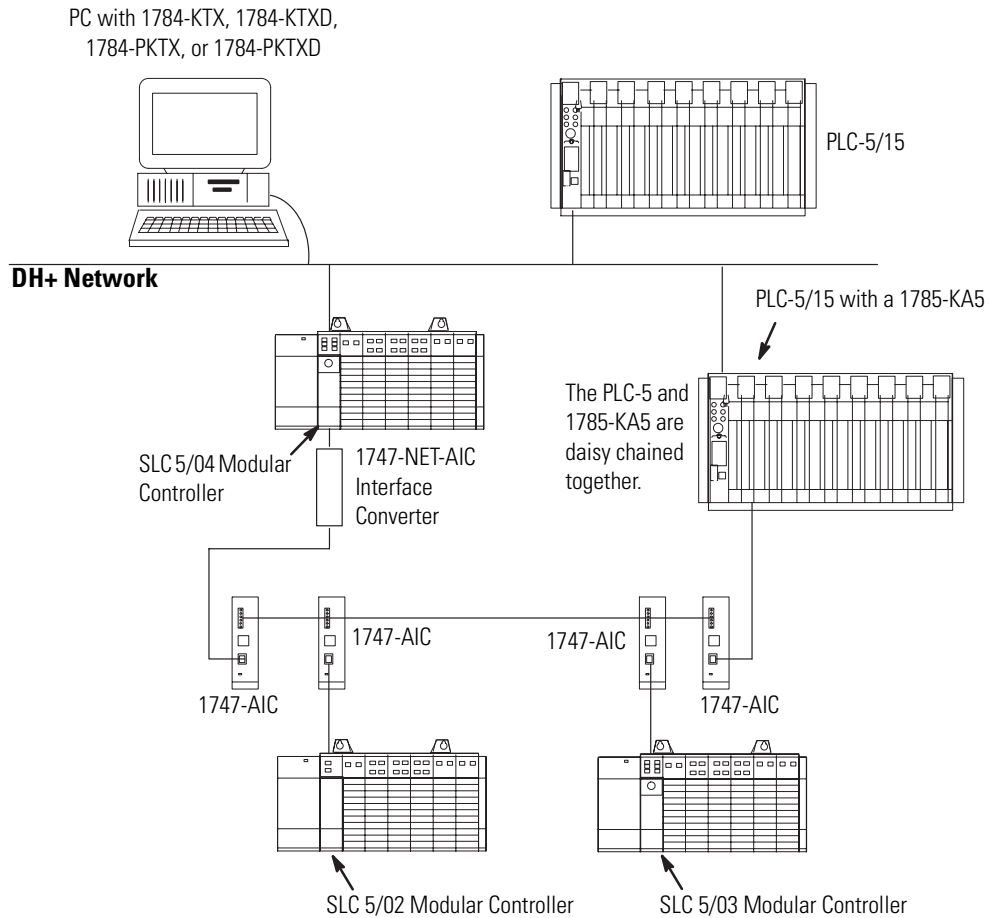 PC with 1784-KTX, 1784-KTXD,
1784-PKTX, or 1784-PKTXD
PLC-5/15
DH+ Network
PLC-5/15 with a 1785-KA5
The PLC-5 and
1785-KA5 are
daisy chained
together.
SLC 5/04 Modular
Controller
1747-NET-AIC
Interface
Converter
1747-AIC
1747-AIC
1747-AIC
1747-AIC
SLC 5/02 Modular Controller
SLC 5/03 Modular Controller